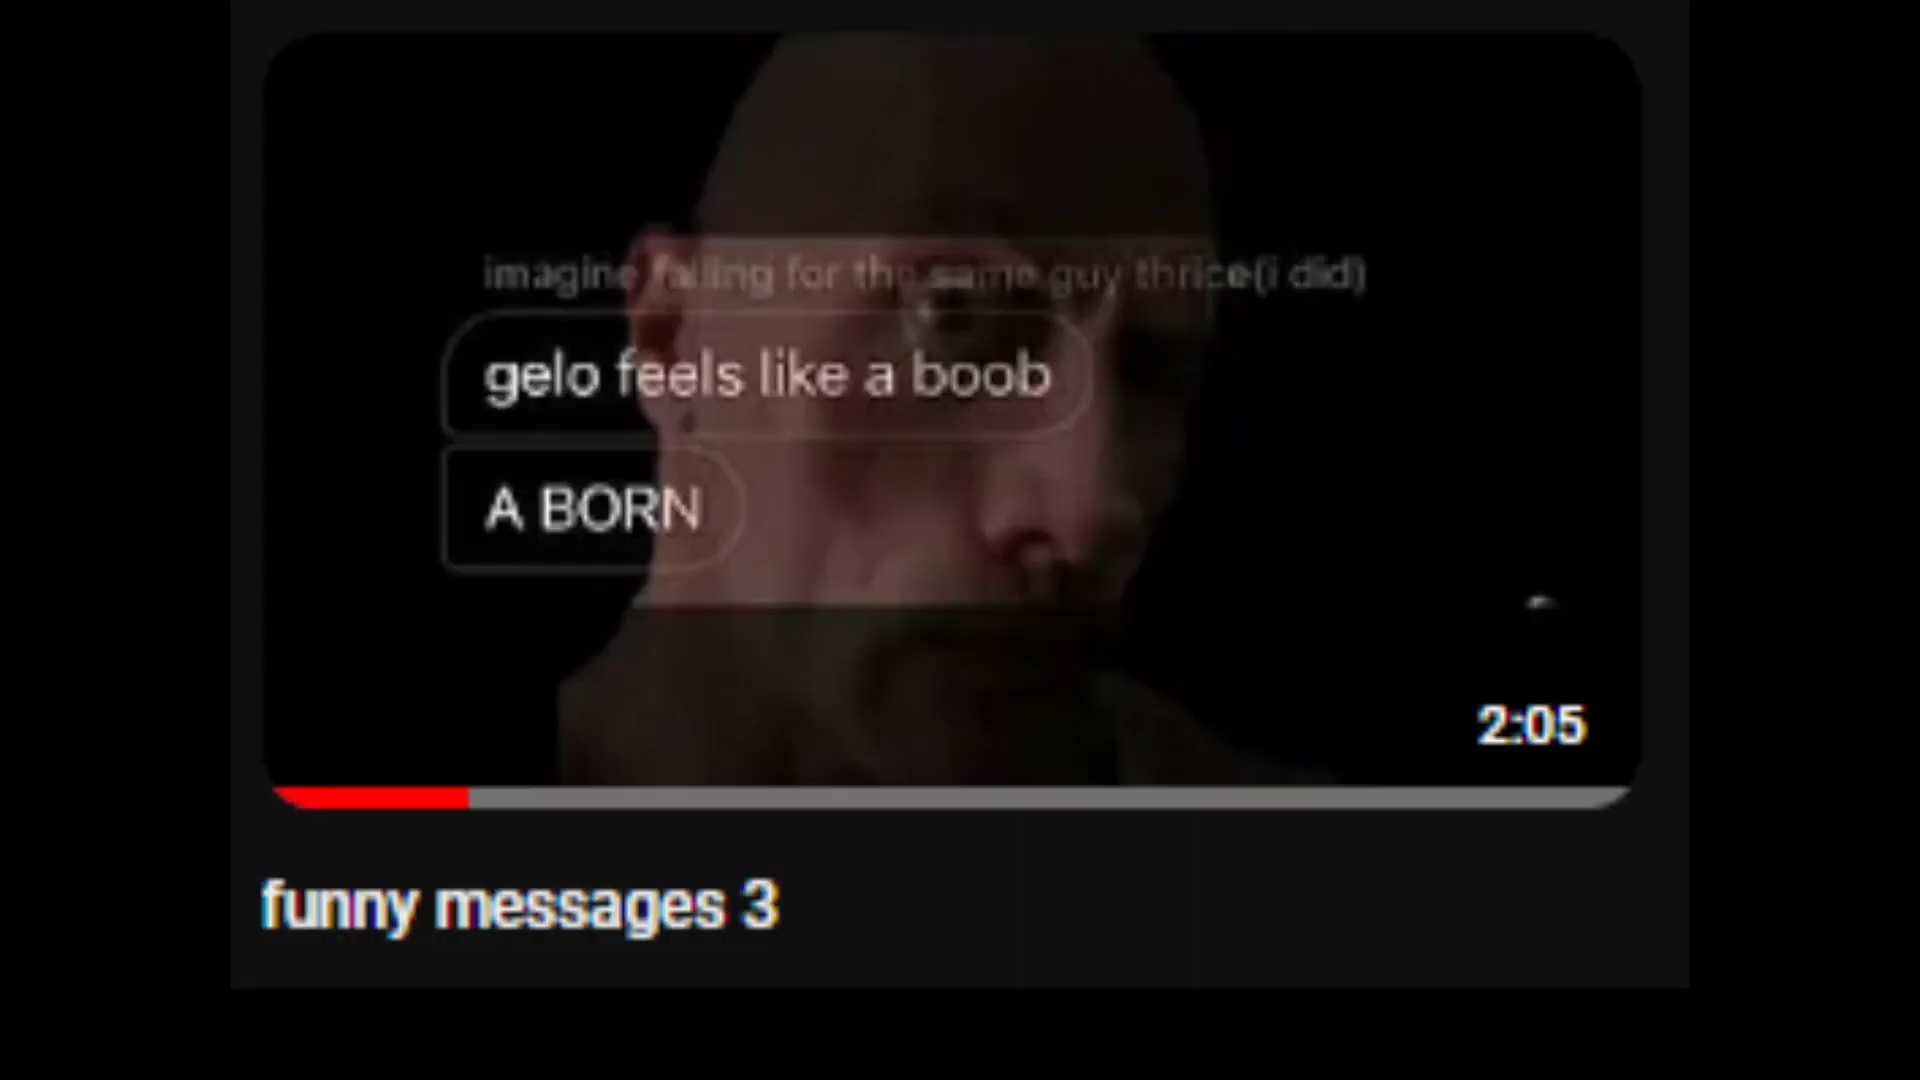 imagine falling for the same guy thrice(i did)
gelo feels like a boob
A BORN
2:05
funny messages 3